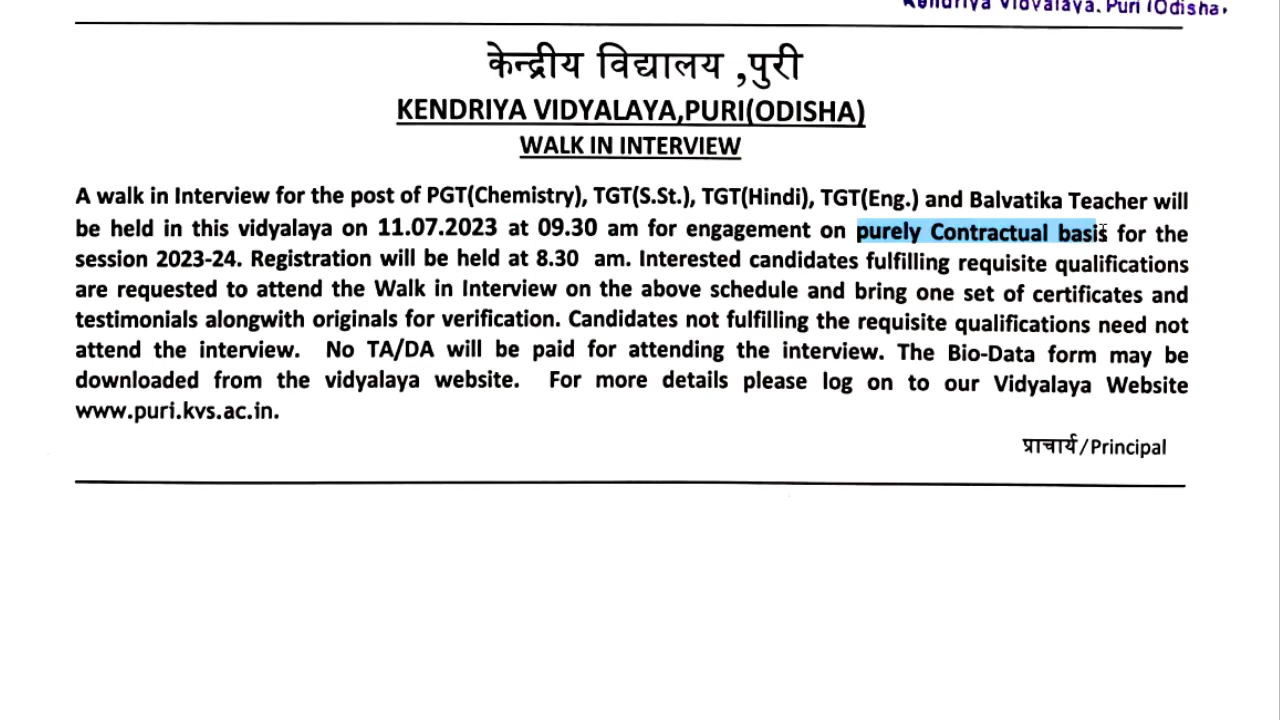 Kendriya Vidyalaya, Puri (Odisha)
केन्द्रीय विद्यालय ,पुरी
KENDRIYA VIDYALAYA,PURI(ODISHA)
WALK IN INTERVIEW
A walk in Interview for the post of PGT(Chemistry), TGT(S.St.), TGT(Hindi), TGT(Eng.) and Balvatika Teacher will
be held in this vidyalaya on 11.07.2023 at 09.30 am for engagement on purely Contractual basis for the
session 2023-24. Registration will be held at 8.30 am. Interested candidates fulfilling requisite qualifications
are requested to attend the Walk in Interview on the above schedule and bring one set of certificates and
testimonials alongwith originals for verification. Candidates not fulfilling the requisite qualifications need not
attend the interview. No TA/DA will be paid for attending the interview. The Bio-Data form may be
downloaded from the vidyalaya website. For more details please log on to our Vidyalaya Website
www.puri.kvs.ac.in.
प्राचार्य/Principal